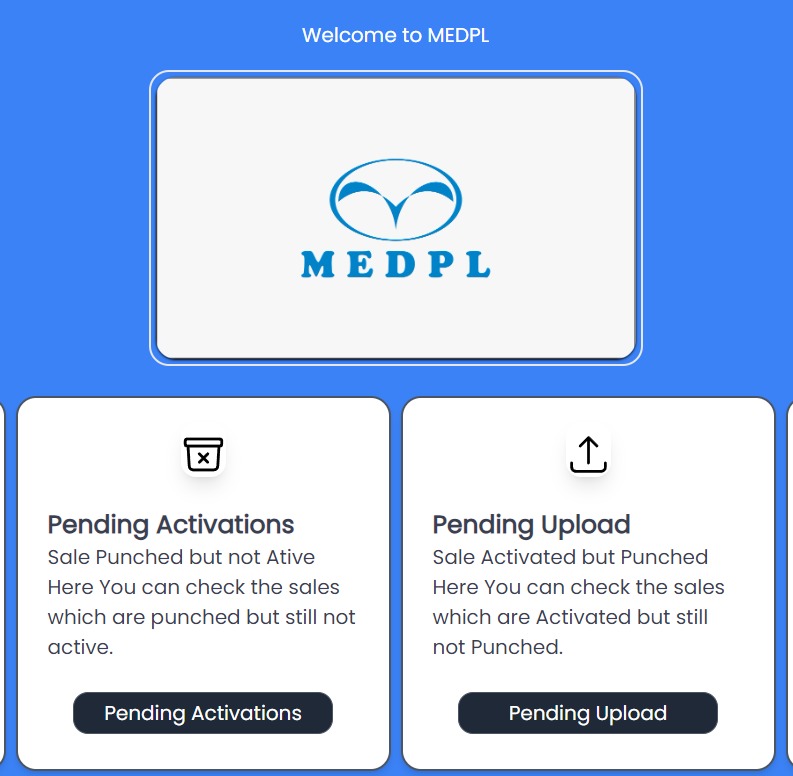 Welcome to MEDPL
MEDPL
Pending Activations
Sale Punched but not Ative
Here You can check the sales
which are punched but still not
active.
Pending Activations
Pending Upload
Sale Activated but Punched
Here You can check the sales
which are Activated but still
not Punched.
Pending Upload